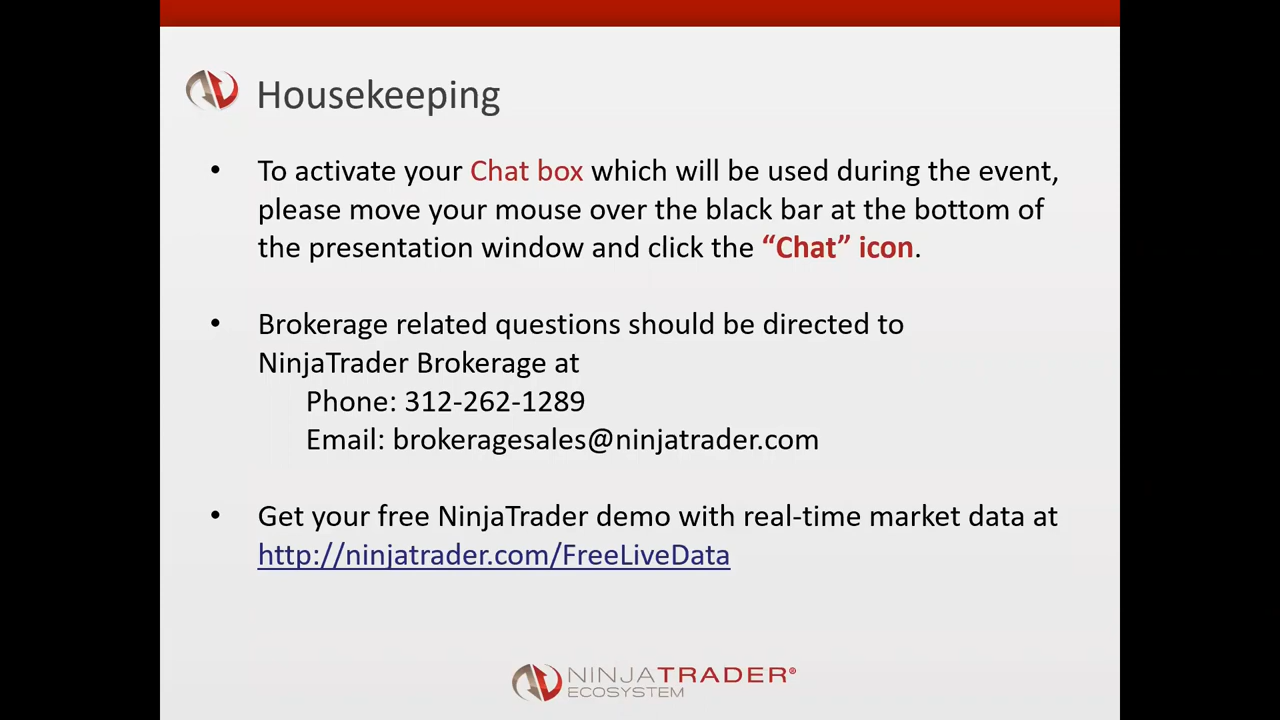 Housekeeping
• To activate your Chat box which will be used during the event,
please move your mouse over the black bar at the bottom of
the presentation window and click the “Chat” icon.
• Brokerage related questions should be directed to
NinjaTrader Brokerage at
Phone: 312-262-1289
Email: brokeragesales@ninjatrader.com
• Get your free NinjaTrader demo with real-time market data at
http://ninjatrader.com/FreeLiveData
NINJATRADER®
ECOSYSTEM